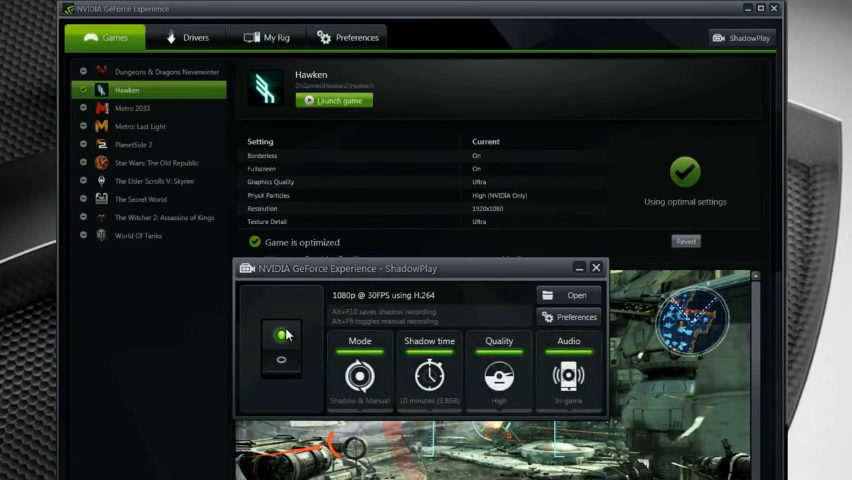 NVIDIA GeForce Experience
Games
Drivers
My Rig
Preferences
ShadowPlay
Dungeons & Dragons Neverwinter
Hawken
Metro 2033
Metro: Last Light
PlanetSide 2
Star Wars: The Old Republic
The Elder Scrolls V: Skyrim
The Secret World
The Witcher 2: Assassins of Kings
World Of Tanks
Hawken
Launch game
Setting Current
Borderless On
Fullscreen On
Graphics Quality Ultra
PhysX Particles High (NVIDIA Only)
Resolution 1920x1060
Texture Detail Ultra
Using optimal settings
Game is optimized
Revert
NVIDIA GeForce Experience - ShadowPlay
1080p @ 30FPS using H.264
Alt+F10 saves shadow recording.
Alt+F9 toggles manual recording.
Open
Preferences
Mode
Shadow & Manual
Shadow time
10 minutes (3.8GB)
Quality
High
Audio
In-game